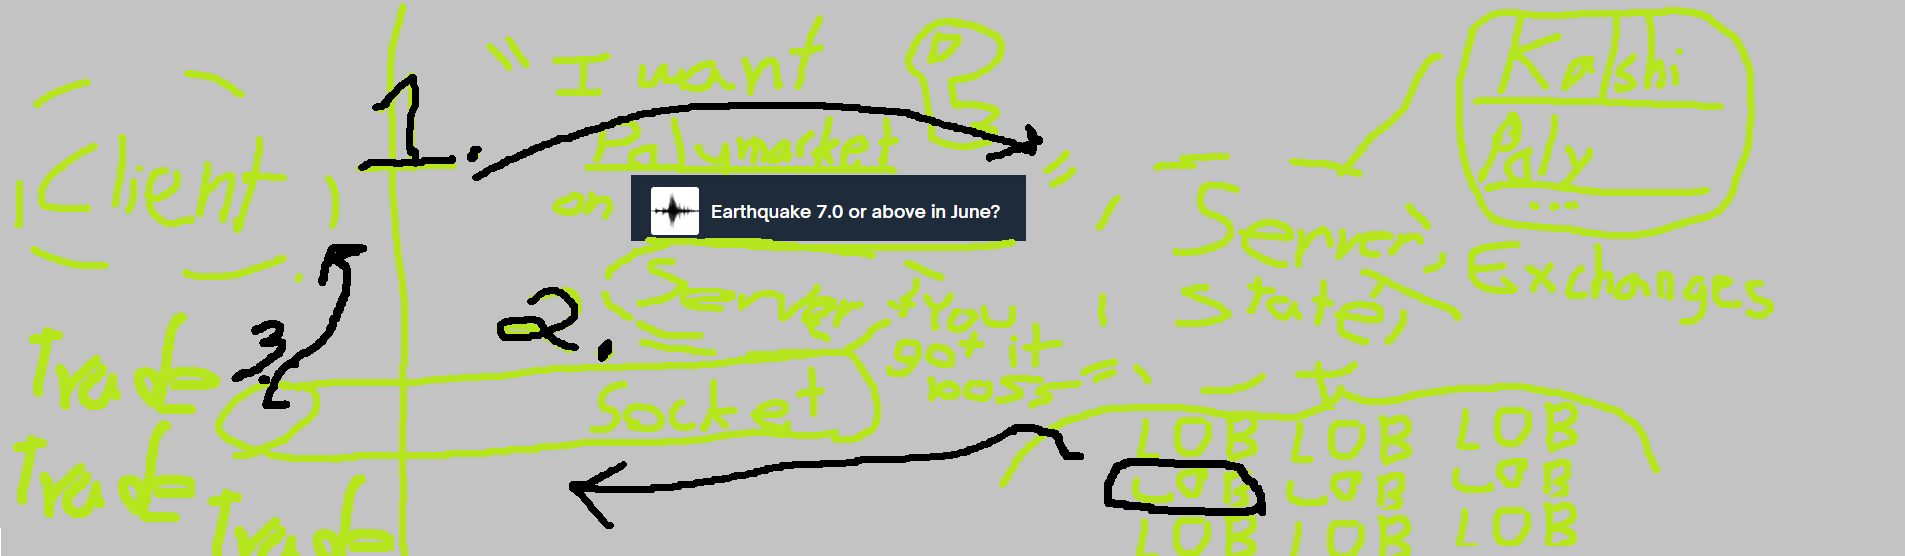 Client
1.
" I want
Polymarket
on
Earthquake 7.0 or above in June?
"
Server
State
Kalshi
Poly
...
Exchanges
2.
Server: "You
got it
boss"
Socket
3.
Trade
Trade
Trade
LOB LOB LOB
LOB LOB LOB
LOB LOB LOB